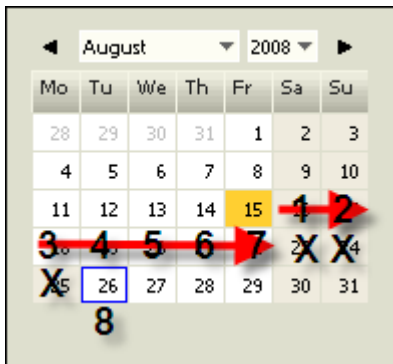 August 2008
Mo Tu We Th Fr Sa Su
28 29 30 31 1 2 3
4 5 6 7 8 9 10
11 12 13 14 15 1 2
3 4 5 6 7 X X
X 26 27 28 29 30 31
8